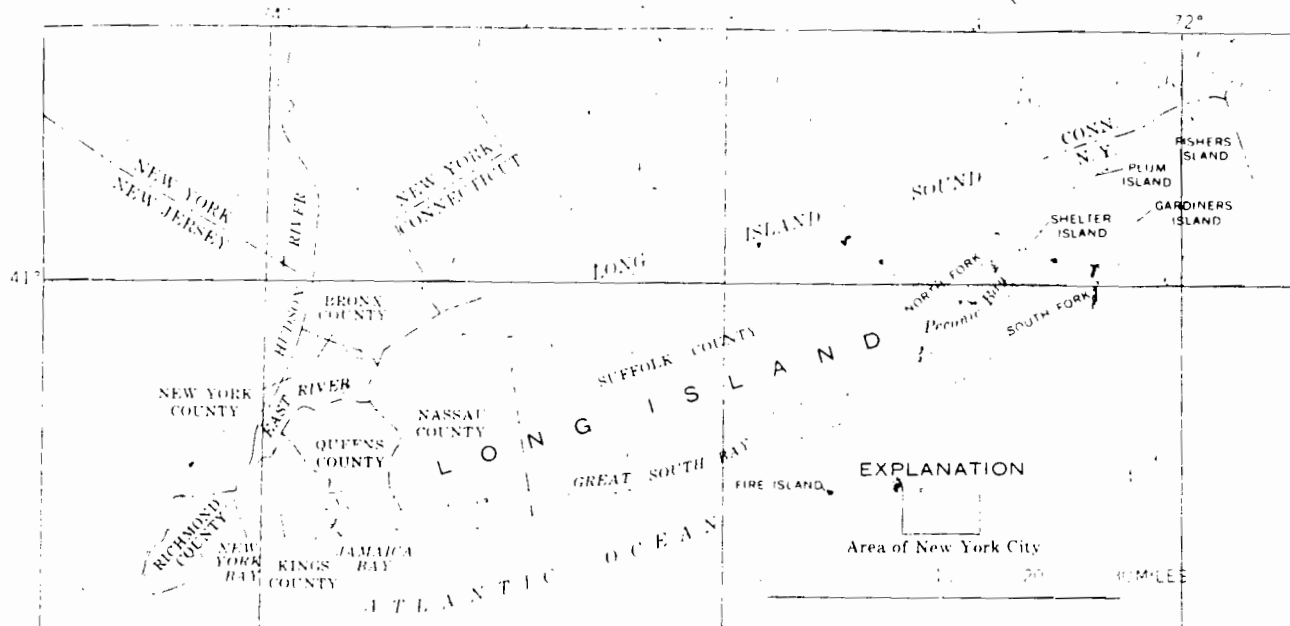 72°
CONN.
N. Y.
FISHERS
ISLAND
PLUM
ISLAND
NEW YORK
NEW JERSEY
NEW YORK
CONNECTICUT
GARDINERS
ISLAND
SHELTER
ISLAND
LONG ISLAND SOUND
41°
HUDSON RIVER
BRONX
COUNTY
NORTH FORK
Peconic Bay
SOUTH FORK
SUFFOLK COUNTY
LONG ISLAND
NEW YORK
COUNTY
EAST RIVER
NASSAU
COUNTY
QUEENS
COUNTY
GREAT SOUTH BAY
FIRE ISLAND
EXPLANATION
Area of New York City
RICHMOND
COUNTY
NEW
YORK
BAY
KINGS
COUNTY
JAMAICA
BAY
ATLANTIC OCEAN
20 MILES